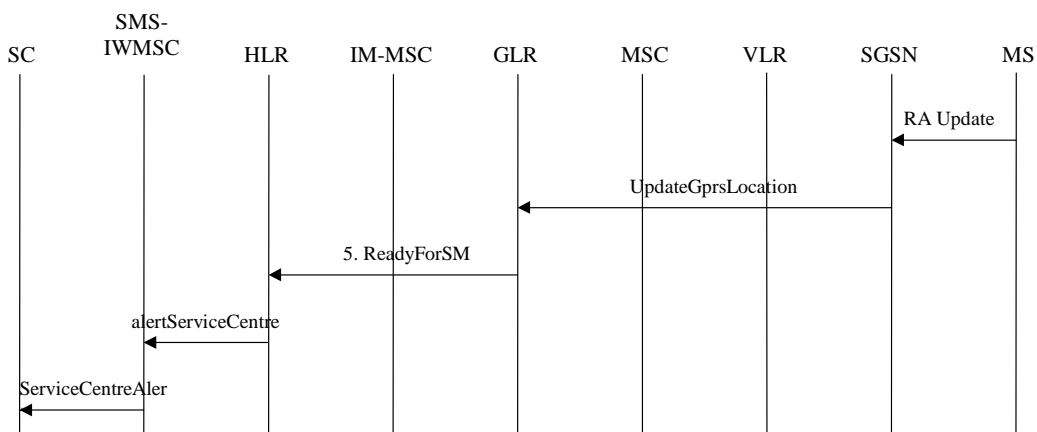 SMS-
IWMSC
SC HLR IM-MSC GLR MSC VLR SGSN MS
RA Update
UpdateGprsLocation
5. ReadyForSM
alertServiceCentre
ServiceCentreAler